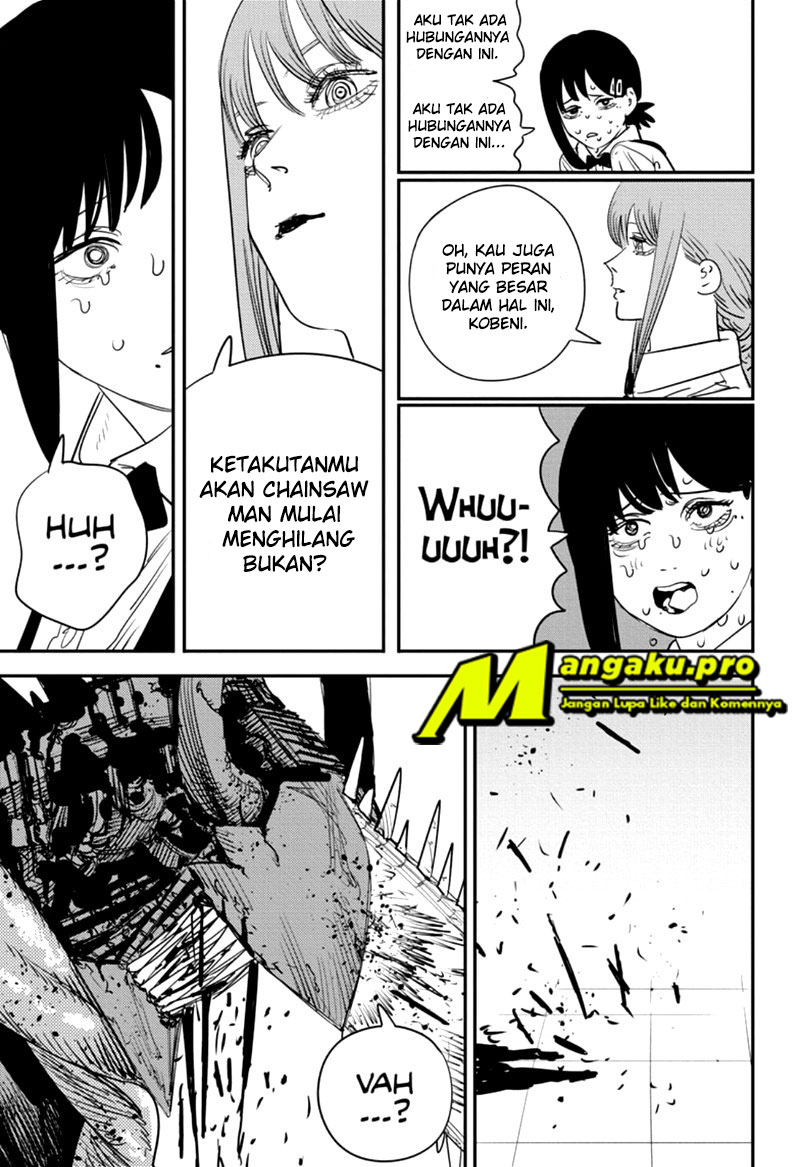 AKU TAK ADA
HUBUNGANNYA
DENGAN INI.
AKU TAK ADA
HUBUNGANNYA
DENGAN INI...
OH, KAU JUGA
PUNYA PERAN
YANG BESAR
DALAM HAL INI,
KOBENI.
WHUU-
UUUH?!
KETAKUTANMU
AKAN CHAINSAW
MAN MULAI
MENGHILANG
BUKAN?
HUH
...?
Mangaku.pro
Jangan Lupa Like dan Komennya
VAH
...?